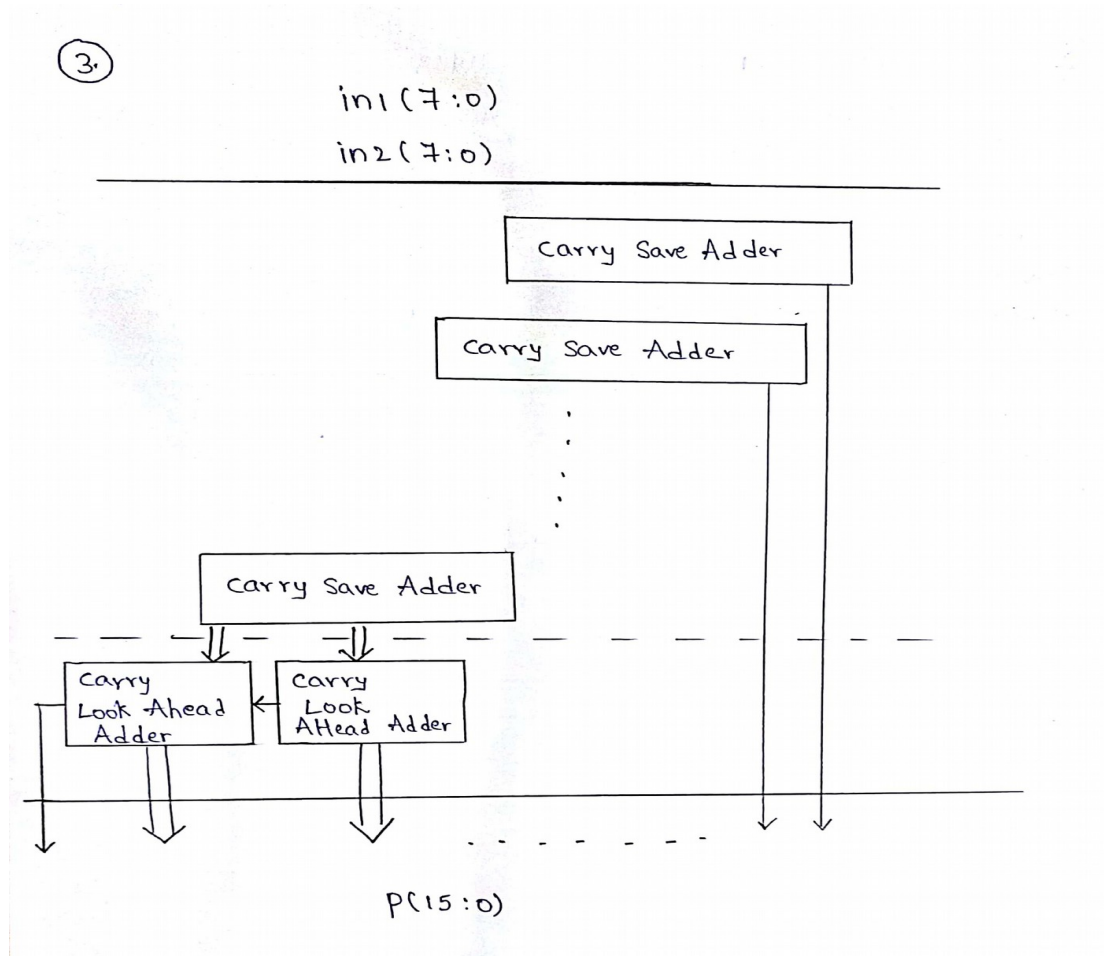 3.
in1 (7:0)
in2 (7:0)
Carry Save Adder
Carry Save Adder
Carry Save Adder
Carry
Look Ahead
Adder
Carry
Look
AHead Adder
P(15:0)